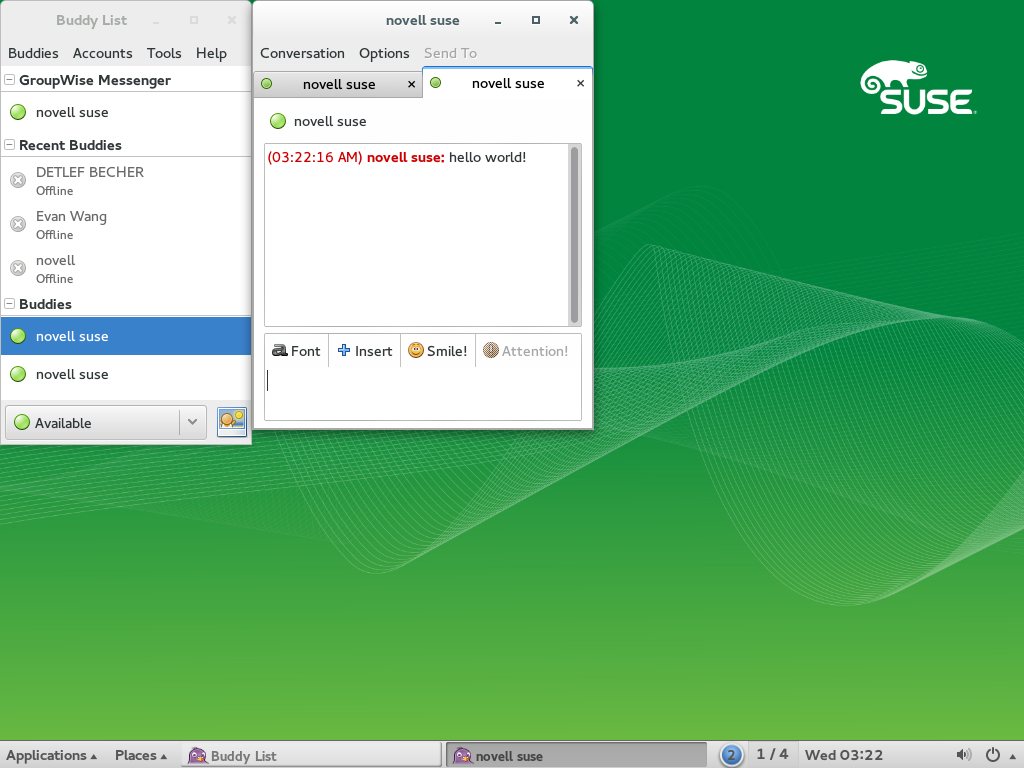 Buddy List
Buddies Accounts Tools Help
GroupWise Messenger
novell suse
Recent Buddies
DETLEF BECHER
Offline
Evan Wang
Offline
novell
Offline
Buddies
novell suse
novell suse
Available
novell suse
Conversation Options Send To
novell suse novell suse
novell suse
(03:22:16 AM) novell suse: hello world!
Font Insert Smile! Attention!
SUSE
Applications Places Buddy List novell suse 2 1 / 4 Wed 03:22